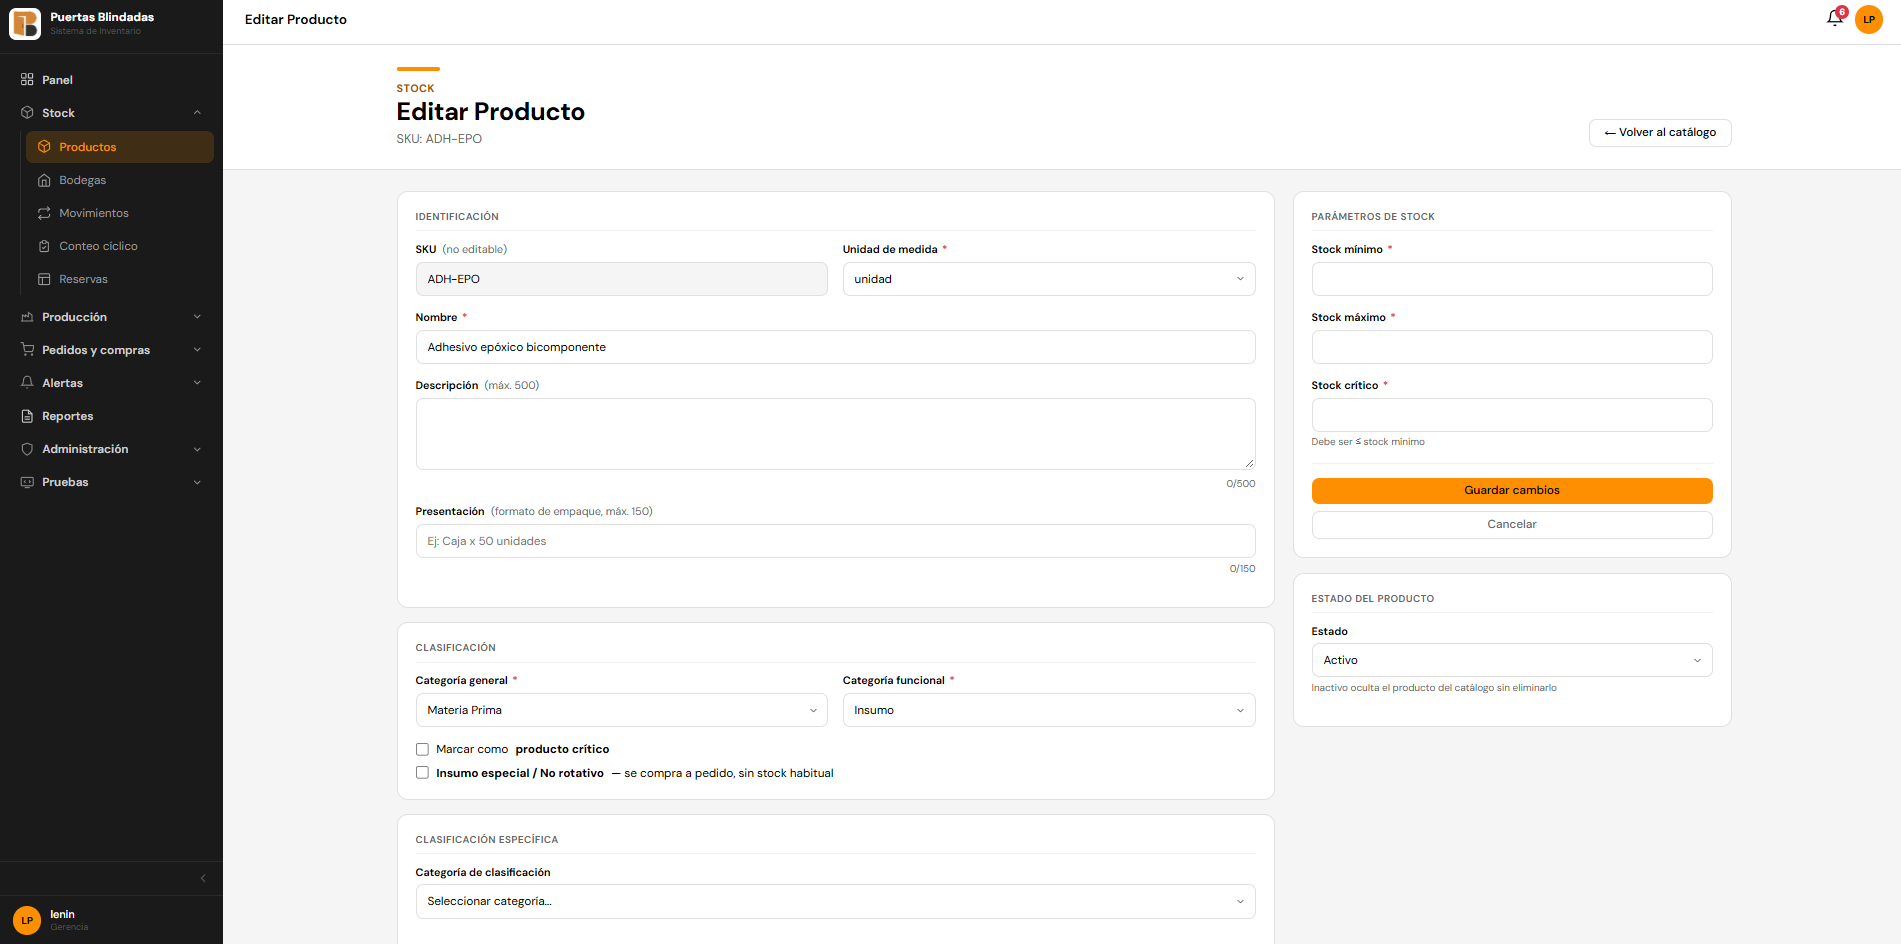 Puertas Blindadas
Sistema de Inventario
Panel
Stock
Productos
Bodegas
Movimientos
Conteo cíclico
Reservas
Producción
Pedidos y compras
Alertas
Reportes
Administración
Pruebas
LP
lenin
Gerencia
Editar Producto
6
LP
STOCK
Editar Producto
SKU: ADH-EPO
← Volver al catálogo
IDENTIFICACIÓN
SKU (no editable)
ADH-EPO
Unidad de medida *
unidad
Nombre *
Adhesivo epóxico bicomponente
Descripción (máx. 500)
0/500
Presentación (formato de empaque, máx. 150)
Ej: Caja x 50 unidades
0/150
CLASIFICACIÓN
Categoría general *
Materia Prima
Categoría funcional *
Insumo
Marcar como producto crítico
Insumo especial / No rotativo — se compra a pedido, sin stock habitual
CLASIFICACIÓN ESPECÍFICA
Categoría de clasificación
Seleccionar categoría...
PARÁMETROS DE STOCK
Stock mínimo *
Stock máximo *
Stock crítico *
Debe ser ≤ stock mínimo
Guardar cambios
Cancelar
ESTADO DEL PRODUCTO
Estado
Activo
Inactivo oculta el producto del catálogo sin eliminarlo